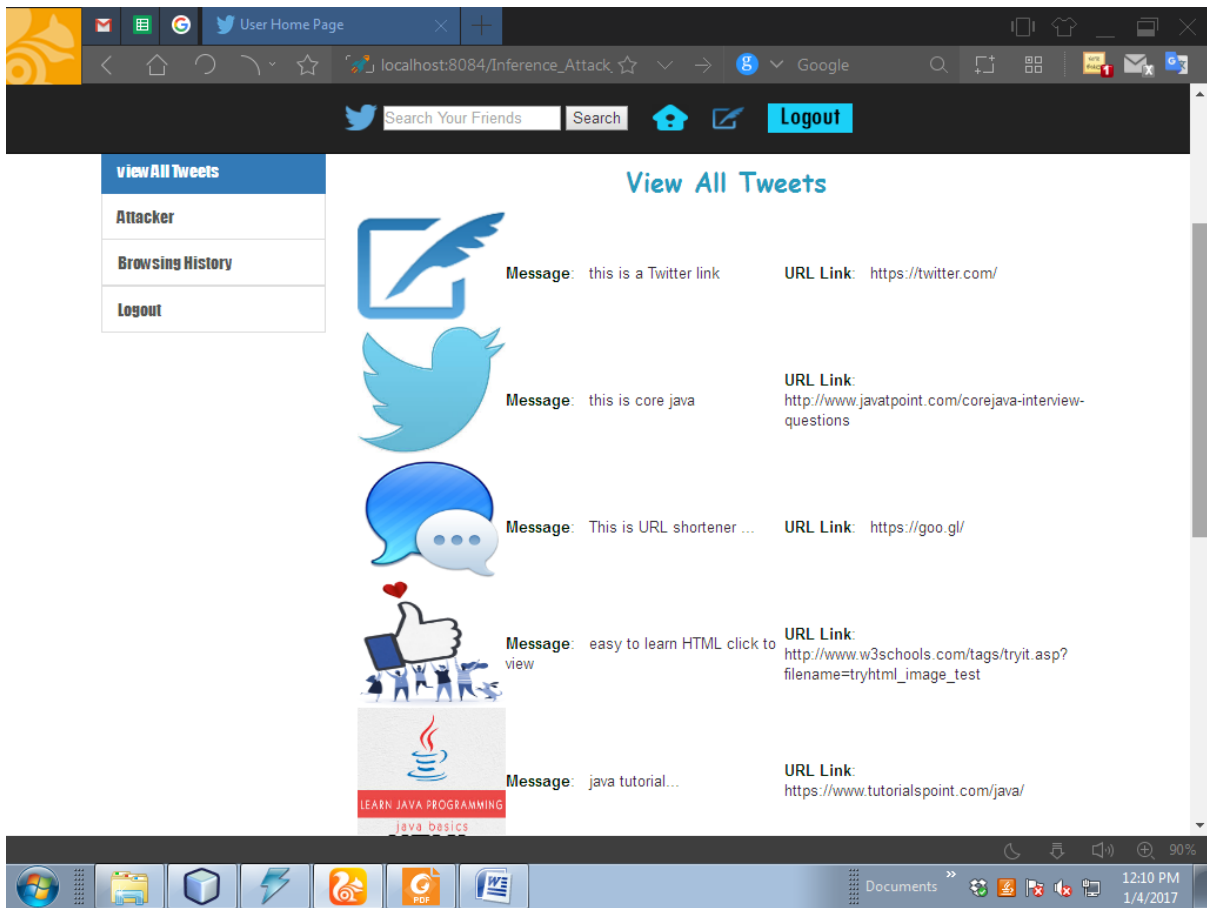 User Home Page
localhost:8084/Inference_Attack
Google
Search Your Friends Search Logout
view All Tweets
Attacker
Browsing History
Logout
View All Tweets
Message: this is a Twitter link URL Link: https://twitter.com/
Message: this is core java
URL Link:
http://www.javatpoint.com/corejava-interview-
questions
Message: This is URL shortener ... URL Link: https://goo.gl/
Message: easy to learn HTML click to
view
URL Link:
http://www.w3schools.com/tags/tryit.asp?
filename=tryhtml_image_test
LEARN JAVA PROGRAMMING
java basics
Message: java tutorial...
URL Link:
https://www.tutorialspoint.com/java/
90%
PDF
Documents
12:10 PM
1/4/2017